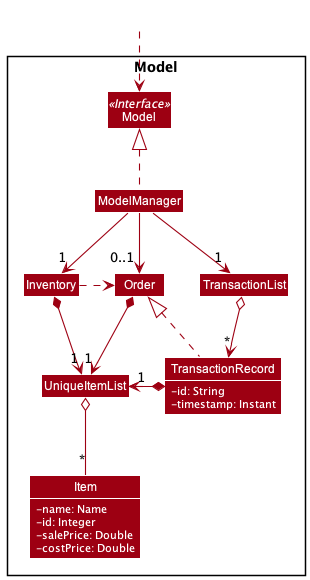 Model
«Interface»
Model
ModelManager
1
0..1
1
Inventory
Order
TransactionList
*
1
1
TransactionRecord
UniqueItemList
1
-id: String
-timestamp: Instant
*
Item
-name: Name
-id: Integer
-salePrice: Double
-costPrice: Double